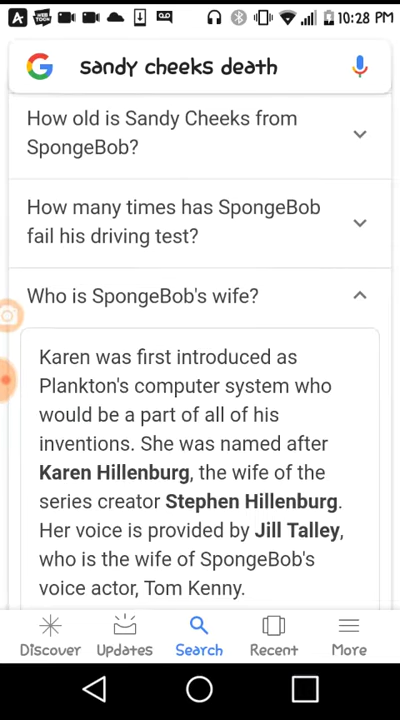 10:28 PM
sandy cheeks death
How old is Sandy Cheeks from
SpongeBob?
How many times has SpongeBob
fail his driving test?
Who is SpongeBob's wife?
Karen was first introduced as
Plankton's computer system who
would be a part of all of his
inventions. She was named after
Karen Hillenburg, the wife of the
series creator Stephen Hillenburg.
Her voice is provided by Jill Talley,
who is the wife of SpongeBob's
voice actor, Tom Kenny.
Discover Updates Search Recent More